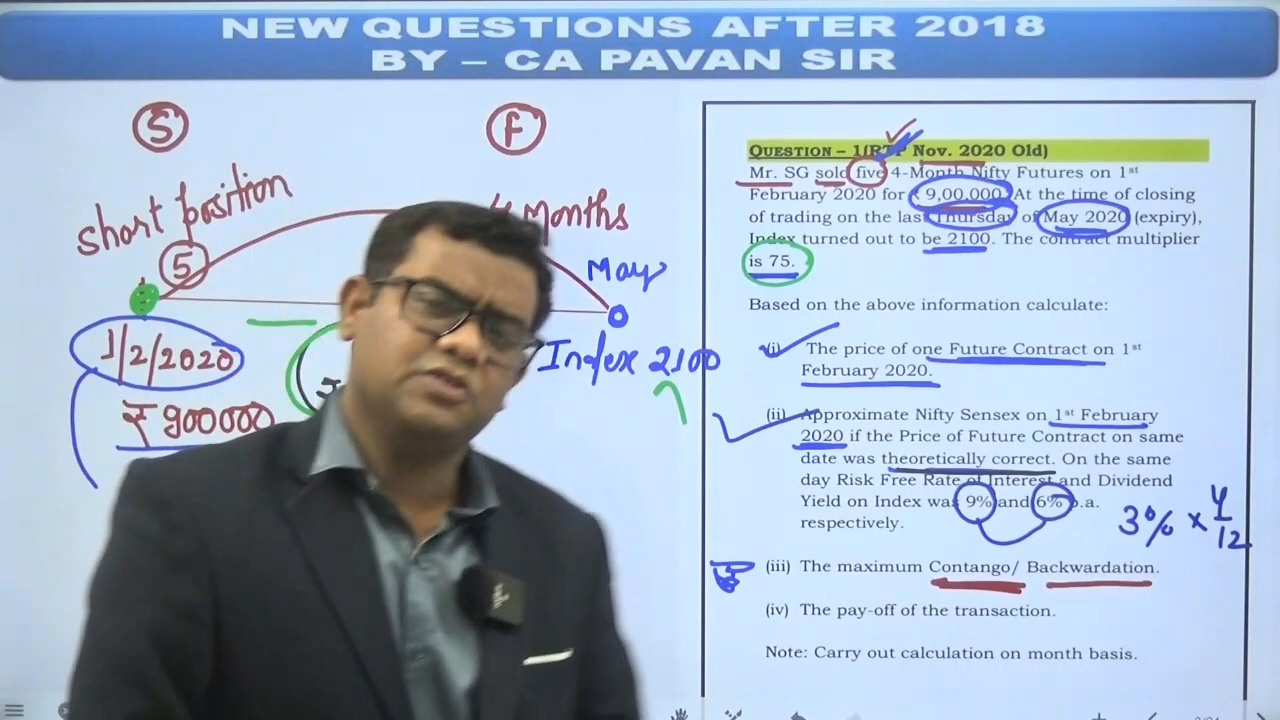 NEW QUESTIONS AFTER 2018
BY – CA PAVAN SIR
S
F
short position
4 Months
5
May
1/2/2020
Index 2100
₹ 900000
QUESTION – 1(RTP Nov. 2020 Old)
Mr. SG sold five 4-Month Nifty Futures on 1st
February 2020 for ₹ 9,00,000. At the time of closing
of trading on the last Thursday of May 2020 (expiry),
Index turned out to be 2100. The contract multiplier
is 75.
Based on the above information calculate:
(i) The price of one Future Contract on 1st
February 2020.
(ii) Approximate Nifty Sensex on 1st February
2020 if the Price of Future Contract on same
date was theoretically correct. On the same
day Risk Free Rate of Interest and Dividend
Yield on Index was 9% and 6% p.a.
respectively.
3% × 4/12
(iii) The maximum Contango/ Backwardation.
(iv) The pay-off of the transaction.
Note: Carry out calculation on month basis.